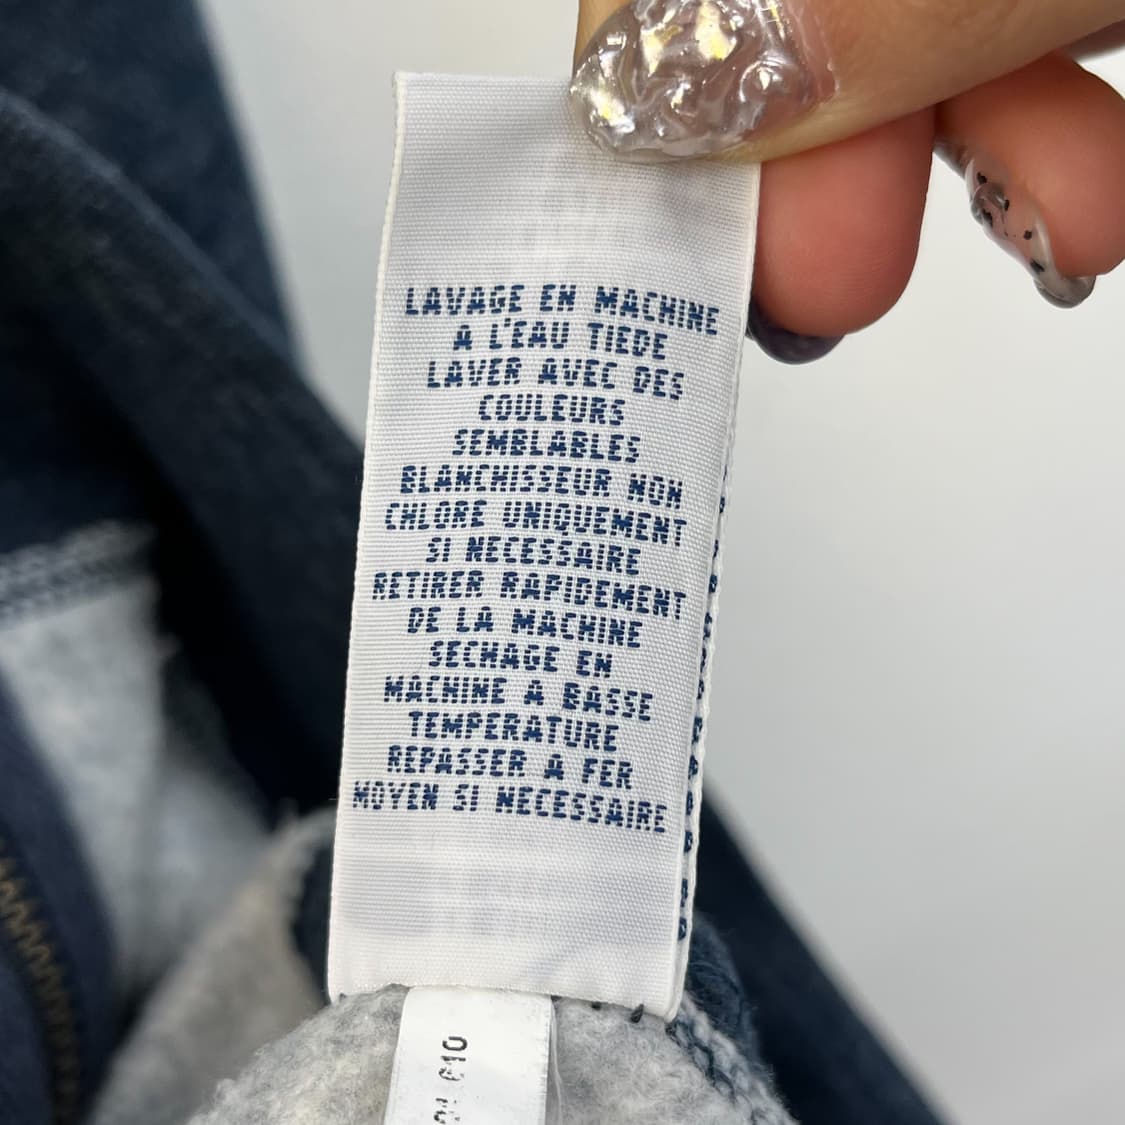 LAVAGE EN MACHINE
A L'EAU TIEDE
LAVER AVEC DES
COULEURS
SEMBLABLES
BLANCHISSEUR NON
CHLORE UNIQUEMENT
SI NECESSAIRE
RETIRER RAPIDEMENT
DE LA MACHINE
SECHAGE EN
MACHINE A BASSE
TEMPERATURE
REPASSER A FER
MOYEN SI NECESSAIRE